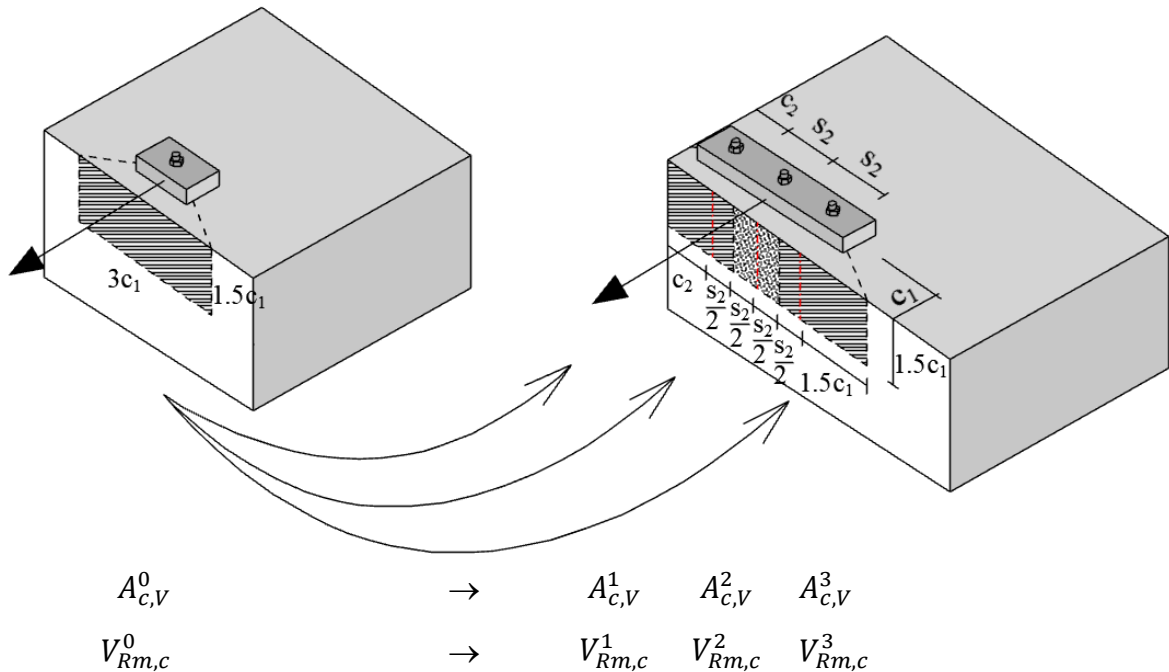 3c₁
1.5c₁
c₂
s₂
s₂
c₁
c₂
s₂/2
s₂/2
s₂/2
s₂/2
1.5c₁
1.5c₁
A⁰c,V → A¹c,V A²c,V A³c,V
V⁰Rm,c → V¹Rm,c V²Rm,c V³Rm,c